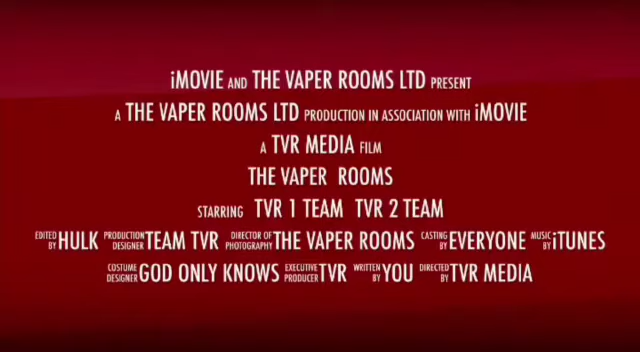 iMOVIE AND THE VAPER ROOMS LTD PRESENT
A THE VAPER ROOMS LTD PRODUCTION IN ASSOCIATION WITH iMOVIE
A TVR MEDIA FILM
THE VAPER ROOMS
STARRING TVR 1 TEAM TVR 2 TEAM
EDITED BY HULK PRODUCTION DESIGNER TEAM TVR DIRECTOR OF PHOTOGRAPHY THE VAPER ROOMS CASTING BY EVERYONE MUSIC BY iTUNES
COSTUME DESIGNER GOD ONLY KNOWS EXECUTIVE PRODUCER TVR WRITTEN BY YOU DIRECTED BY TVR MEDIA